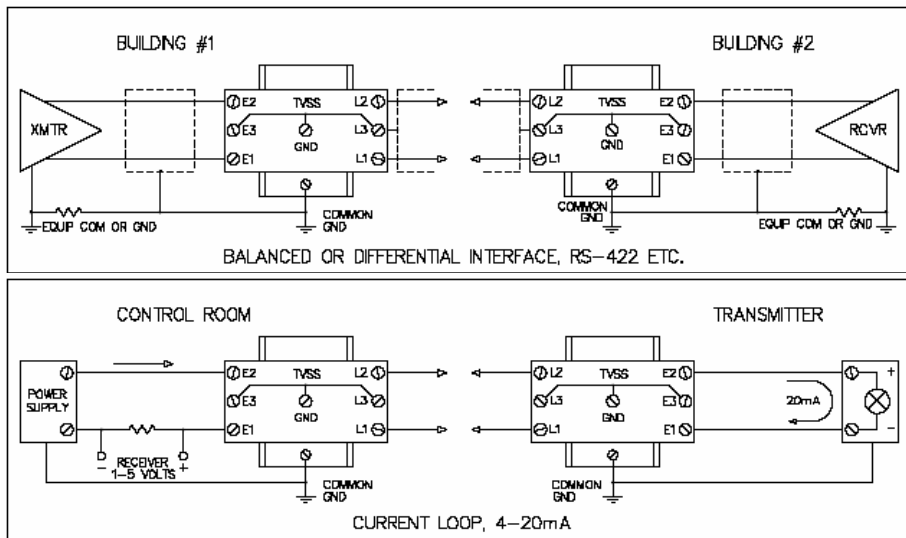 BUILDING #1
BUILDING #2
E2 TVSS L2
L2 TVSS E2
XMTR
E3 L3
L3 E3
RCVR
GND
GND
E1 L1
L1 E1
EQUIP COM OR GND
COMMON
GND
COMMON
GND
EQUIP COM OR GND
BALANCED OR DIFFERENTIAL INTERFACE, RS-422 ETC.
CONTROL ROOM
TRANSMITTER
E2 TVSS L2
L2 TVSS E2
+
POWER
SUPPLY
E3 L3
L3 E3
20mA
GND
GND
E1 L1
L1 E1
-
- RECEIVER +
1-5 VOLTS
COMMON
GND
COMMON
GND
CURRENT LOOP, 4-20mA